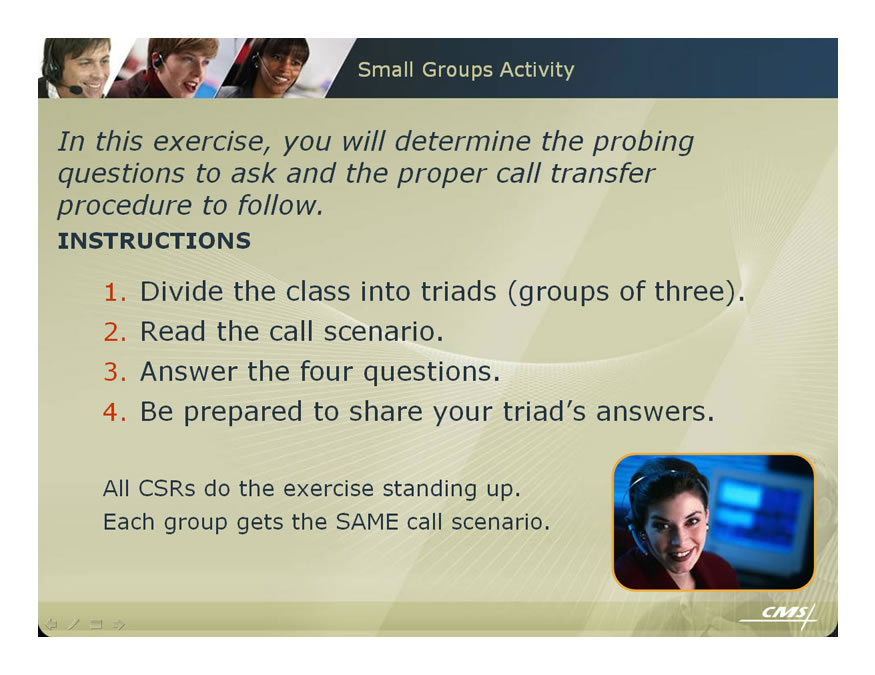 Small Groups Activity
In this exercise, you will determine the probing
questions to ask and the proper call transfer
procedure to follow.
INSTRUCTIONS
1. Divide the class into triads (groups of three).
2. Read the call scenario.
3. Answer the four questions.
4. Be prepared to share your triad’s answers.
All CSRs do the exercise standing up.
Each group gets the SAME call scenario.
CMS